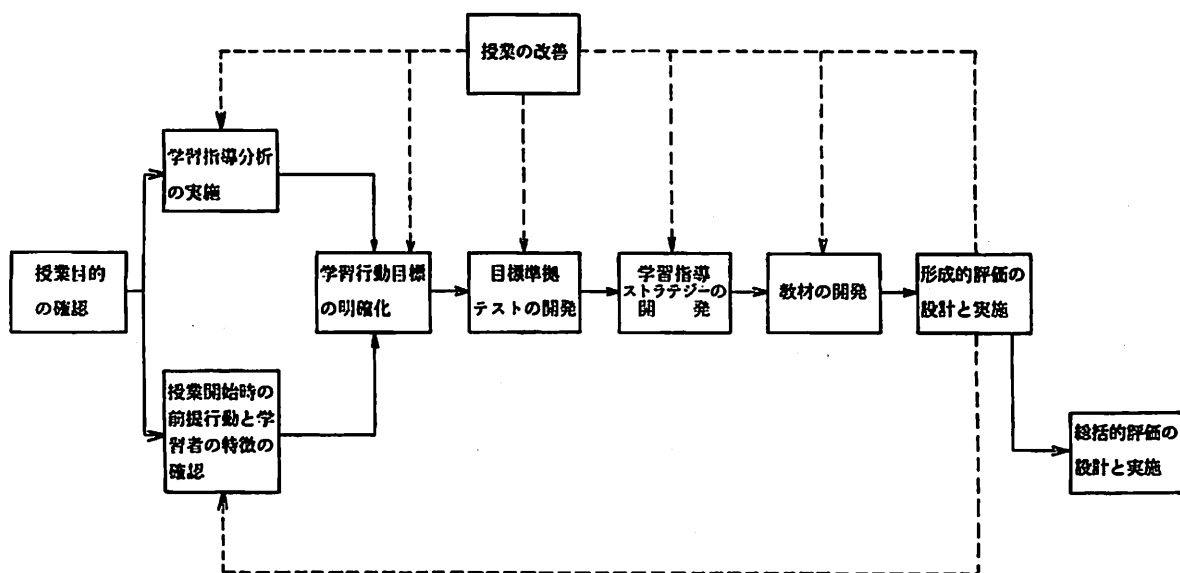 授業の改善
学習指導分析
の実施
授業目的
の確認
学習行動目標
の明確化
目標準拠
テストの開発
学習指導
ストラテジーの
開　発
教材の開発
形成的評価の
設計と実施
授業開始時の
前提行動と学
習者の特徴の
確認
総括的評価の
設計と実施